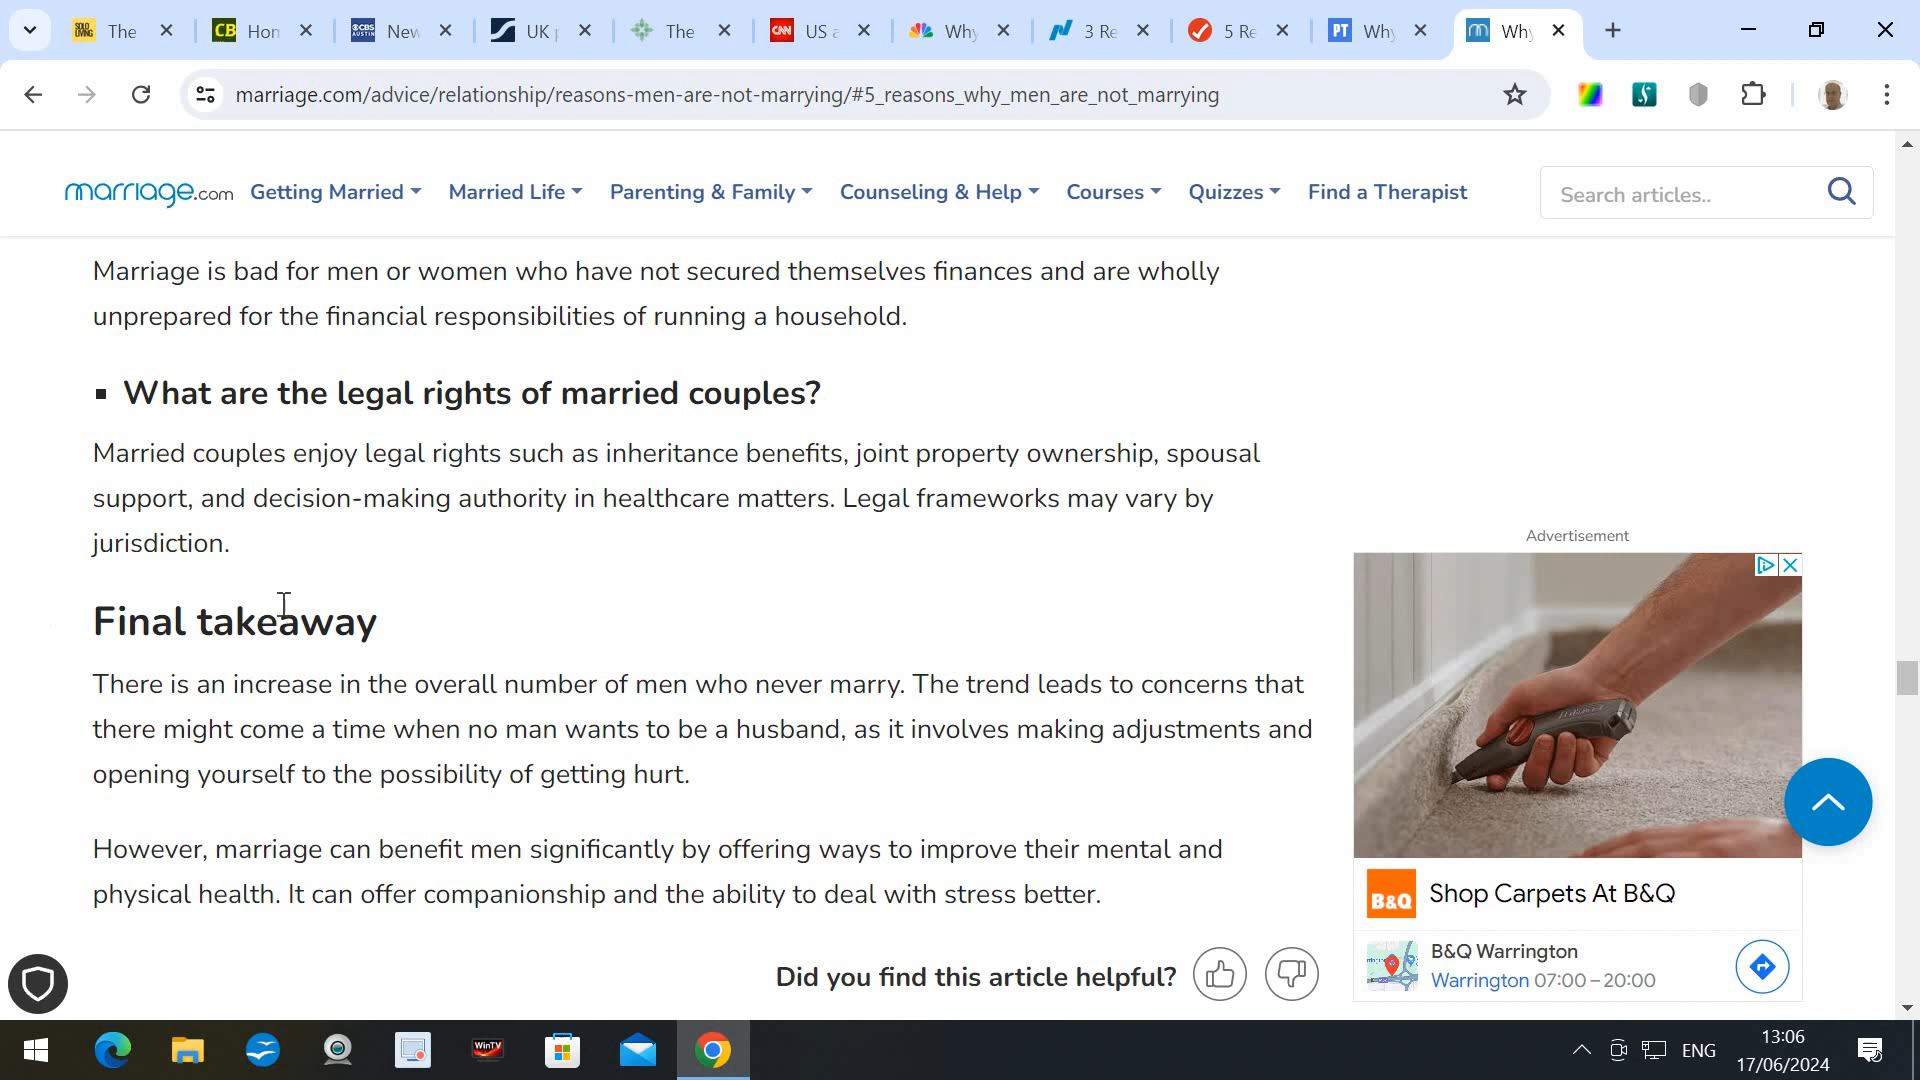 The
CB
Hon
CBS
New
UK
The
CNN
US a
Why
3 Re
5 Re
PT
Why
Why
marriage.com/advice/relationship/reasons-men-are-not-marrying/#5_reasons_why_men_are_not_marrying
marriage.com
Getting Married
Married Life
Parenting & Family
Counseling & Help
Courses
Quizzes
Find a Therapist
Search articles..
Marriage is bad for men or women who have not secured themselves finances and are wholly
unprepared for the financial responsibilities of running a household.
What are the legal rights of married couples?
Married couples enjoy legal rights such as inheritance benefits, joint property ownership, spousal
support, and decision-making authority in healthcare matters. Legal frameworks may vary by
jurisdiction.
Advertisement
Final takeaway
There is an increase in the overall number of men who never marry. The trend leads to concerns that
there might come a time when no man wants to be a husband, as it involves making adjustments and
opening yourself to the possibility of getting hurt.
However, marriage can benefit men significantly by offering ways to improve their mental and
physical health. It can offer companionship and the ability to deal with stress better.
B&Q
Shop Carpets At B&Q
B&Q Warrington
Warrington 07:00 – 20:00
Did you find this article helpful?
WinTV
ENG
13:06
17/06/2024